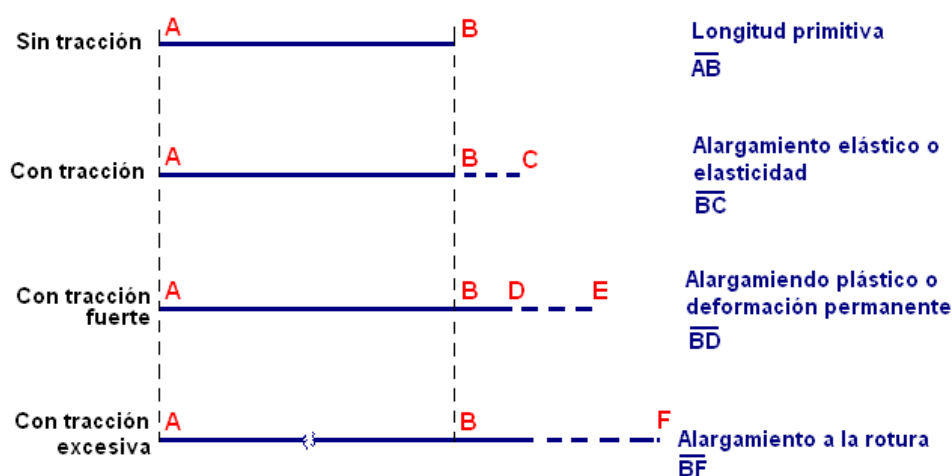 Sin tracción
A
B
Longitud primitiva
AB
Con tracción
A
B
C
Alargamiento elástico o
elasticidad
BC
Con tracción
fuerte
A
B
D
E
Alargamiendo plástico o
deformación permanente
BD
Con tracción
excesiva
A
B
F
Alargamiento a la rotura
BF